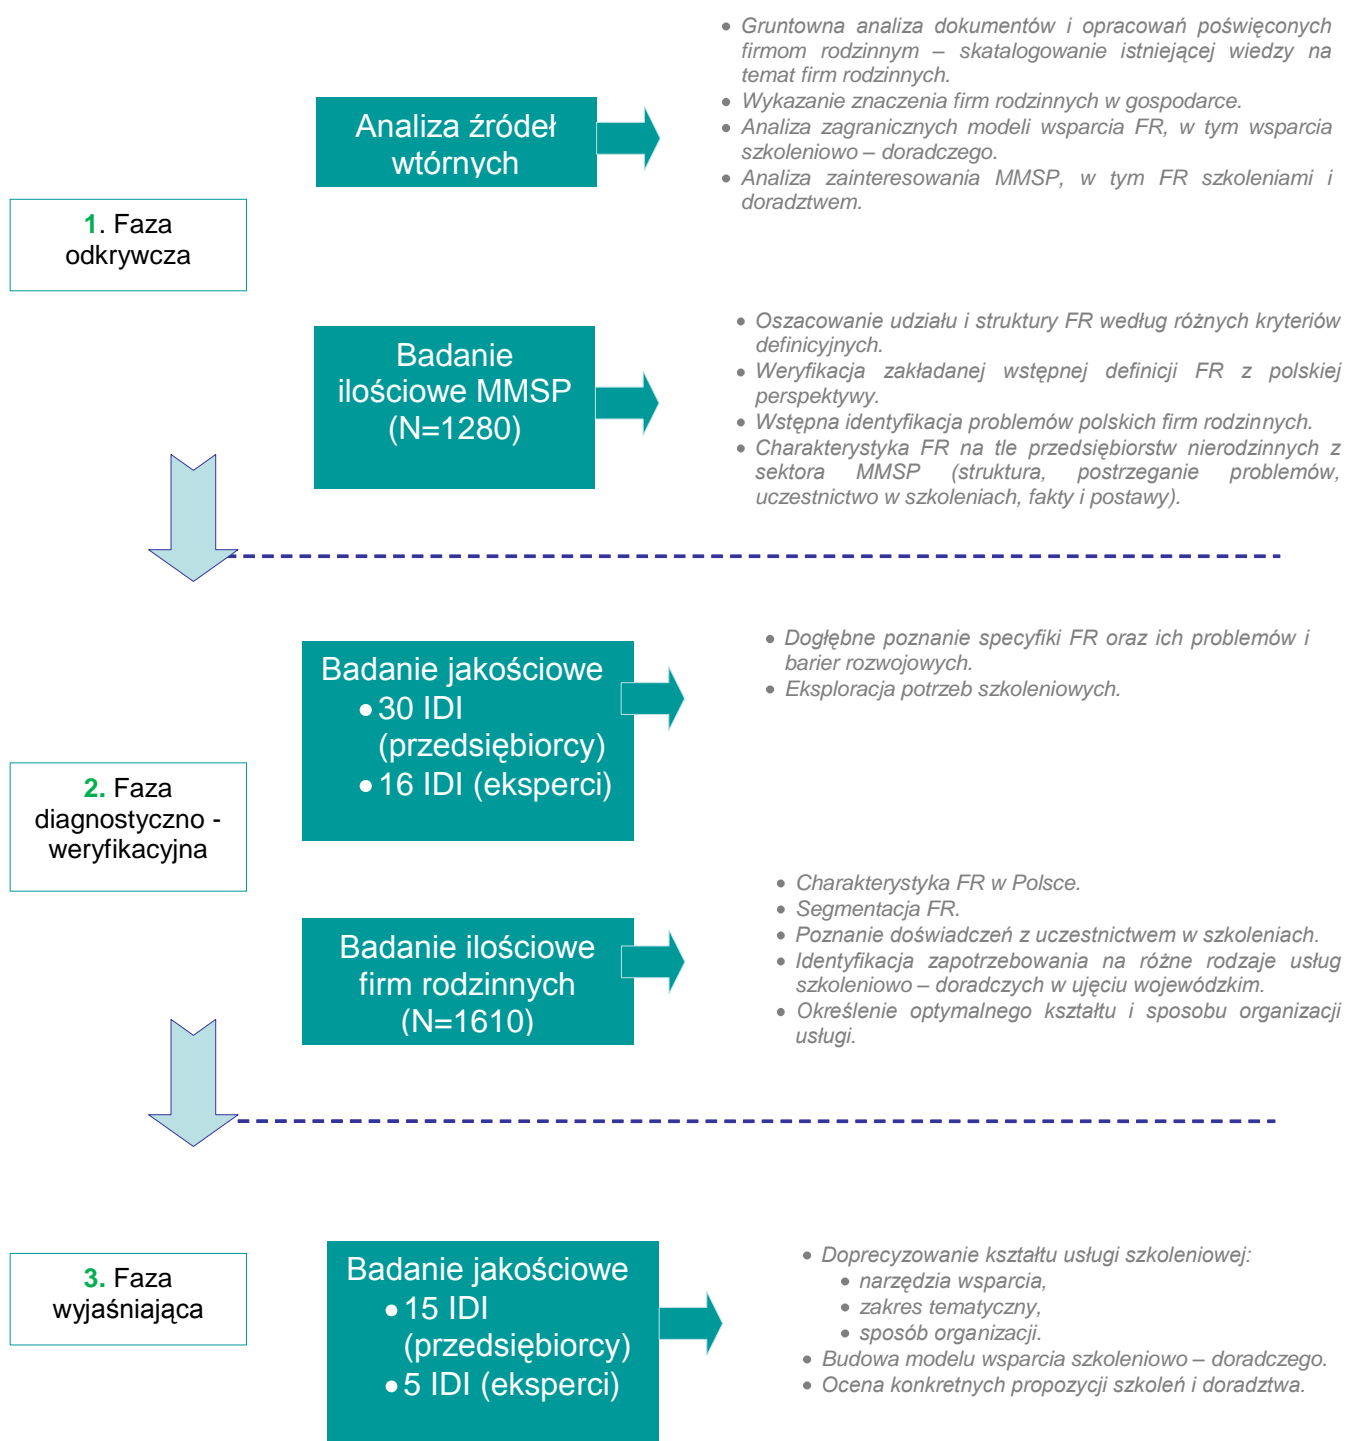 1. Faza
odkrywcza
Analiza źródeł
wtórnych
• Gruntowna analiza dokumentów i opracowań poświęconych
firmom rodzinnym – skatalogowanie istniejącej wiedzy na
temat firm rodzinnych.
• Wykazanie znaczenia firm rodzinnych w gospodarce.
• Analiza zagranicznych modeli wsparcia FR, w tym wsparcia
szkoleniowo – doradczego.
• Analiza zainteresowania MMSP, w tym FR szkoleniami i
doradztwem.
Badanie
ilościowe MMSP
(N=1280)
• Oszacowanie udziału i struktury FR według różnych kryteriów
definicyjnych.
• Weryfikacja zakładanej wstępnej definicji FR z polskiej
perspektywy.
• Wstępna identyfikacja problemów polskich firm rodzinnych.
• Charakterystyka FR na tle przedsiębiorstw nierodzinnych z
sektora MMSP (struktura, postrzeganie problemów,
uczestnictwo w szkoleniach, fakty i postawy).
2. Faza
diagnostyczno -
weryfikacyjna
Badanie jakościowe
• 30 IDI
(przedsiębiorcy)
• 16 IDI (eksperci)
• Dogłębne poznanie specyfiki FR oraz ich problemów i
barier rozwojowych.
• Eksploracja potrzeb szkoleniowych.
Badanie ilościowe
firm rodzinnych
(N=1610)
• Charakterystyka FR w Polsce.
• Segmentacja FR.
• Poznanie doświadczeń z uczestnictwem w szkoleniach.
• Identyfikacja zapotrzebowania na różne rodzaje usług
szkoleniowo – doradczych w ujęciu wojewódzkim.
• Określenie optymalnego kształtu i sposobu organizacji
usługi.
3. Faza
wyjaśniająca
Badanie jakościowe
• 15 IDI
(przedsiębiorcy)
• 5 IDI (eksperci)
• Doprecyzowanie kształtu usługi szkoleniowej:
• narzędzia wsparcia,
• zakres tematyczny,
• sposób organizacji.
• Budowa modelu wsparcia szkoleniowo – doradczego.
• Ocena konkretnych propozycji szkoleń i doradztwa.